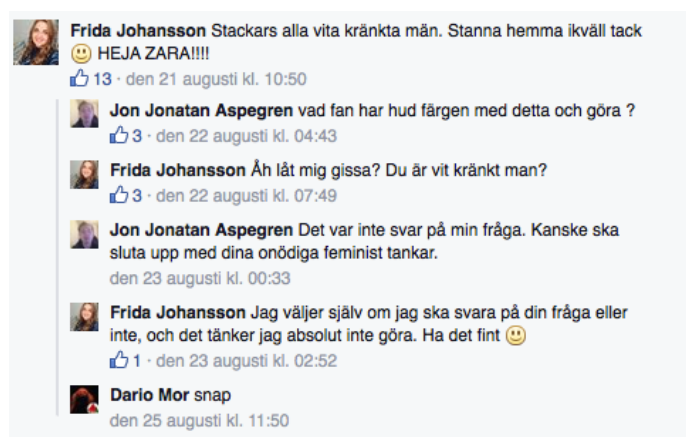 Frida Johansson Stackars alla vita kränkta män. Stanna hemma ikväll tack
🙂 HEJA ZARA!!!!
13 · den 21 augusti kl. 10:50
Jon Jonatan Aspegren vad fan har hud färgen med detta och göra ?
3 · den 22 augusti kl. 04:43
Frida Johansson Åh låt mig gissa? Du är vit kränkt man?
3 · den 22 augusti kl. 07:49
Jon Jonatan Aspegren Det var inte svar på min fråga. Kanske ska
sluta upp med dina onödiga feminist tankar.
den 23 augusti kl. 00:33
Frida Johansson Jag väljer själv om jag ska svara på din fråga eller
inte, och det tänker jag absolut inte göra. Ha det fint 🙂
1 · den 23 augusti kl. 02:52
Dario Mor snap
den 25 augusti kl. 11:50